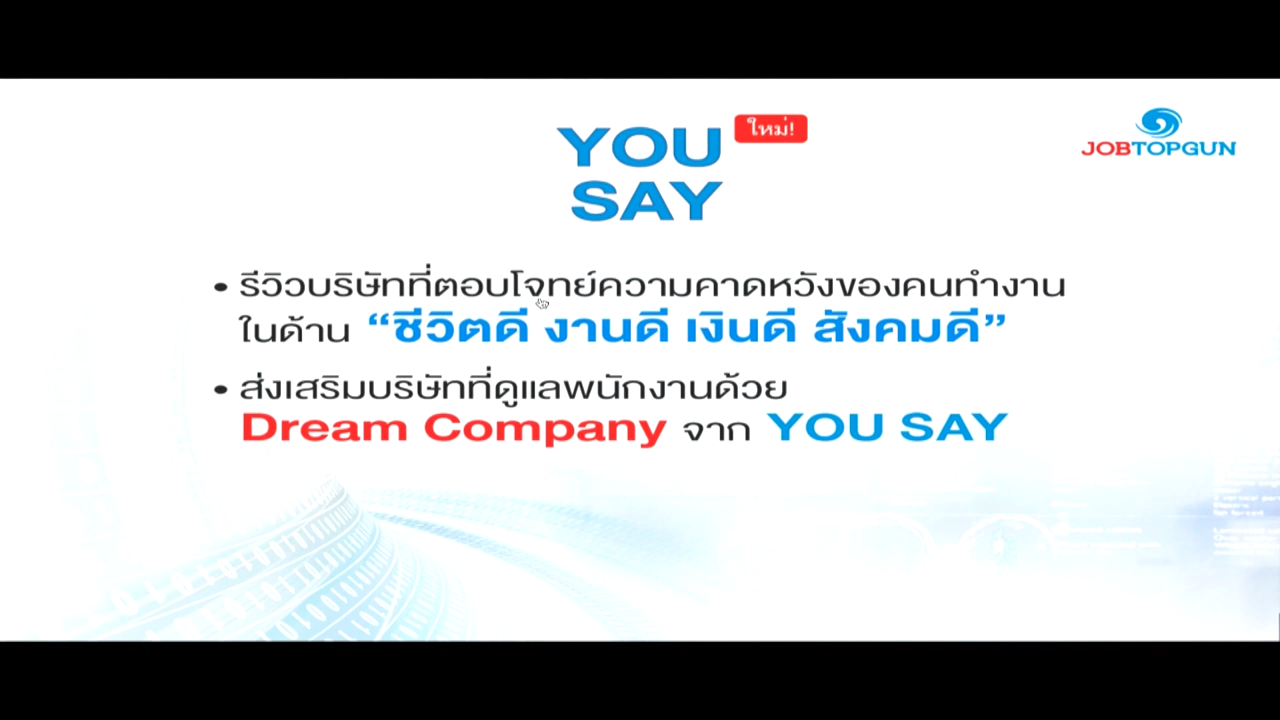 YOU
ใหม่!
SAY
JOBTOPGUN
• รีวิวบริษัทที่ตอบโจทย์ความคาดหวังของคนทำงาน
ในด้าน “ชีวิตดี งานดี เงินดี สังคมดี”
• ส่งเสริมบริษัทที่ดูแลพนักงานด้วย
Dream Company จาก YOU SAY